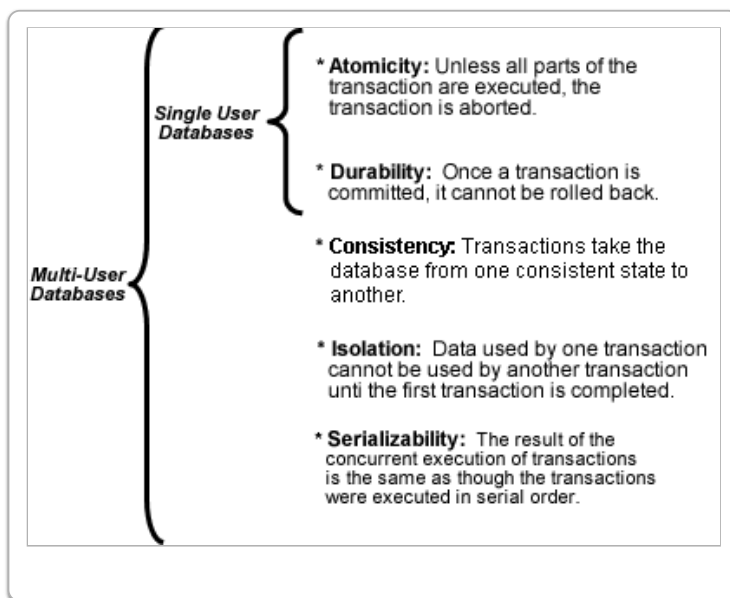 * Atomicity: Unless all parts of the
transaction are executed, the
transaction is aborted.
Single User
Databases
* Durability: Once a transaction is
committed, it cannot be rolled back.
* Consistency: Transactions take the
database from one consistent state to
another.
Multi-User
Databases
* Isolation: Data used by one transaction
cannot be used by another transaction
unti the first transaction is completed.
* Serializability: The result of the
concurrent execution of transactions
is the same as though the transactions
were executed in serial order.